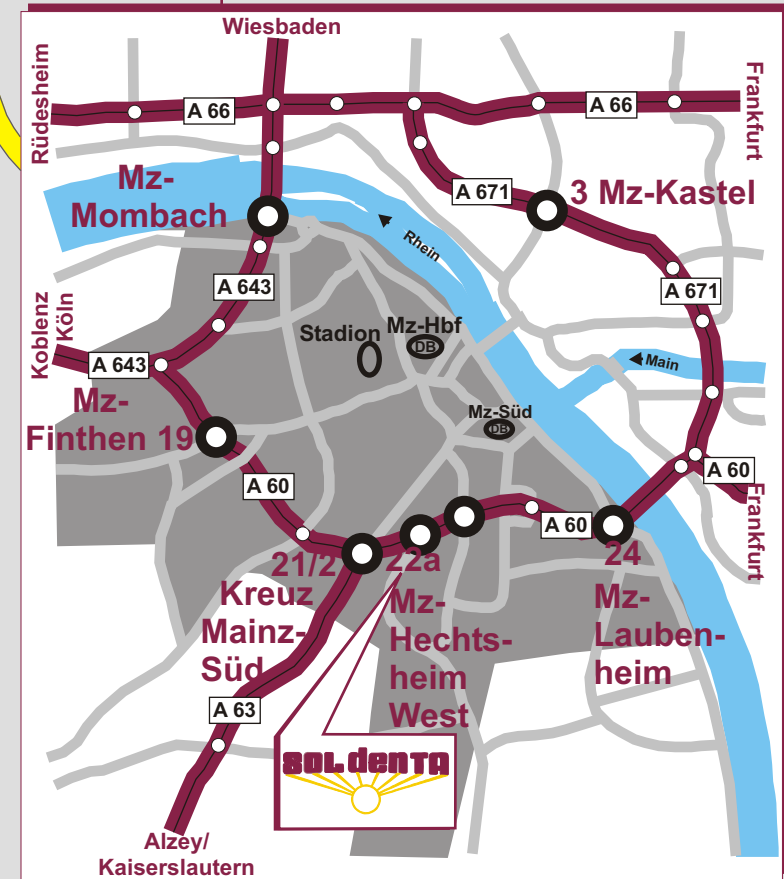 Wiesbaden
Rüdesheim
A 66
A 66
Frankfurt
Mz-
Mombach
A 671
3 Mz-Kastel
Rhein
A 643
A 671
Koblenz
Köln
A 643
Stadion
Mz-Hbf
DB
Main
Mz-
Finthen 19
Mz-Süd
DB
A 60
A 60
A 60
Frankfurt
21/2
22a
24
Kreuz
Mainz-
Süd
Mz-
Hechts-
heim
West
Mz-
Lauben-
heim
A 63
SOLdenTA
Alzey/
Kaiserslautern